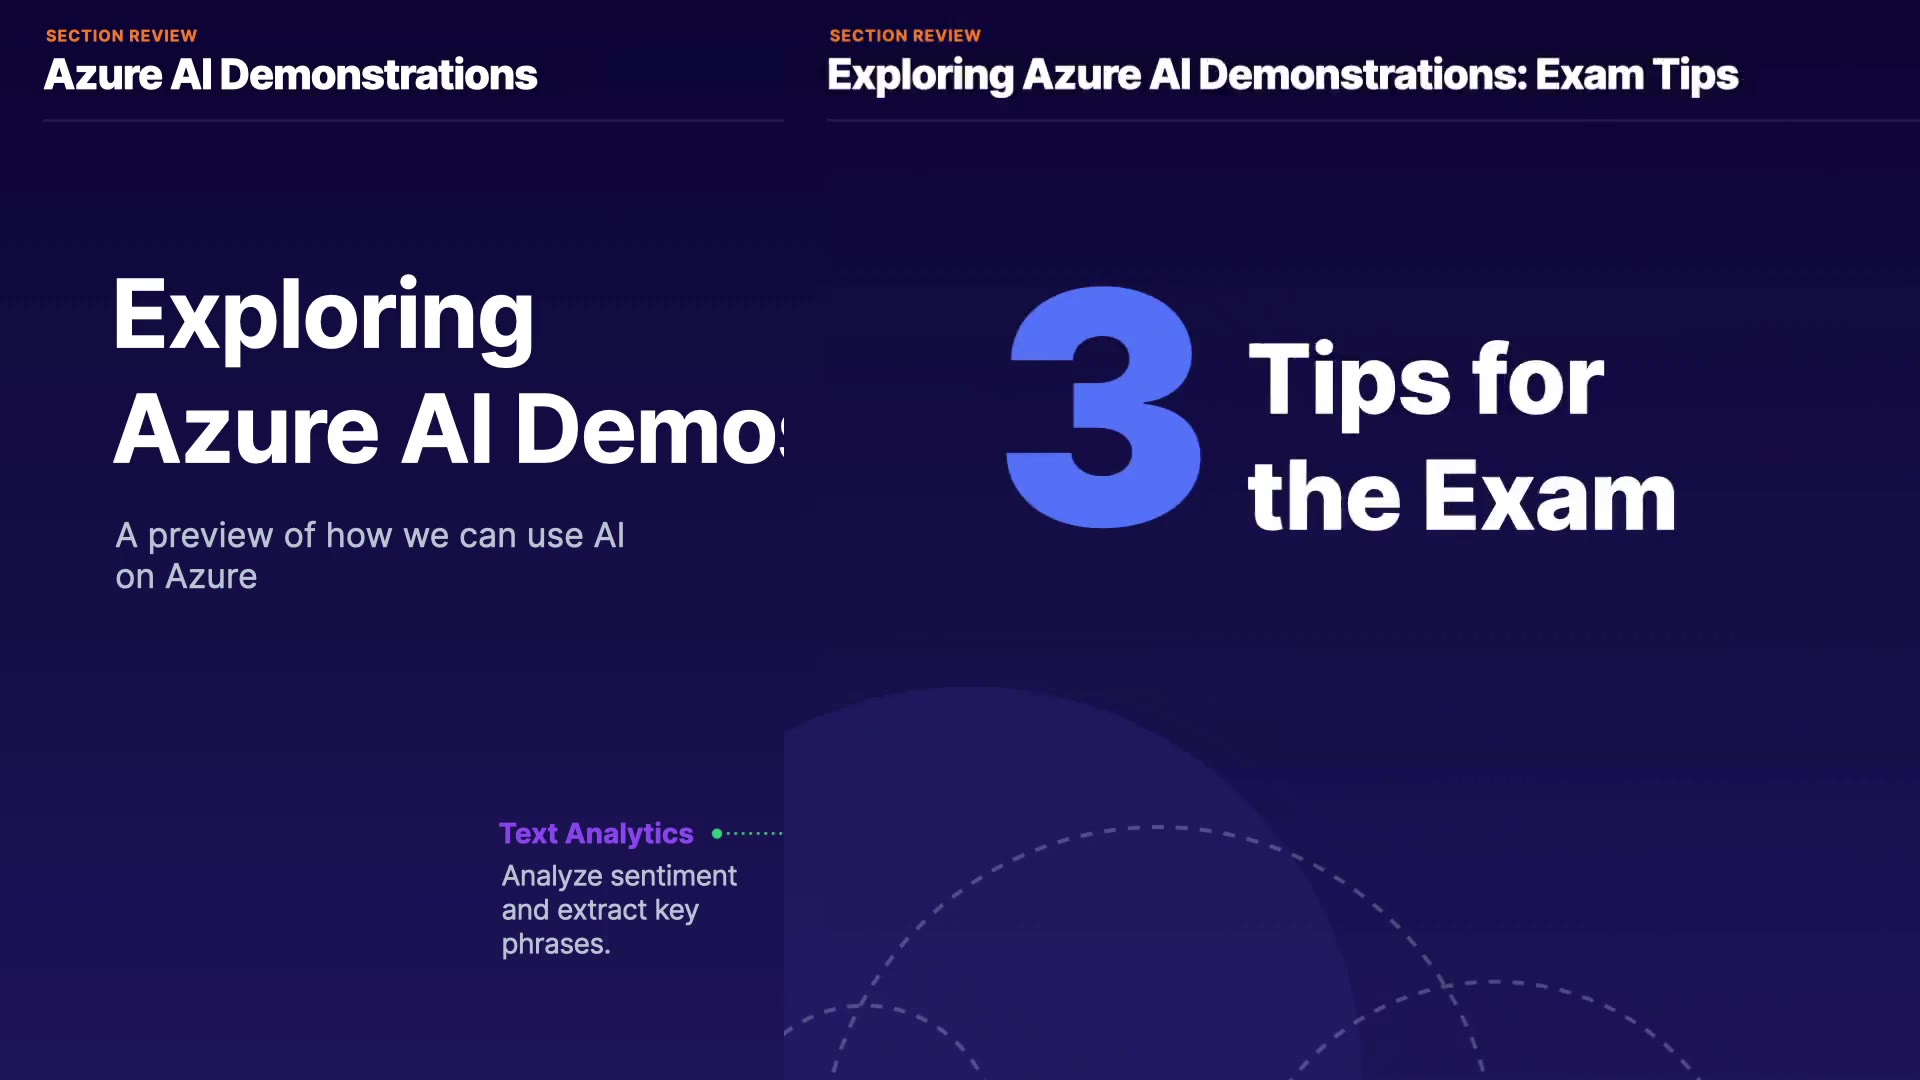 SECTION REVIEW
Azure AI Demonstrations
Exploring
Azure AI Demos
A preview of how we can use AI
on Azure
Text Analytics
Analyze sentiment
and extract key
phrases.
SECTION REVIEW
Exploring Azure AI Demonstrations: Exam Tips
3
Tips for
the Exam